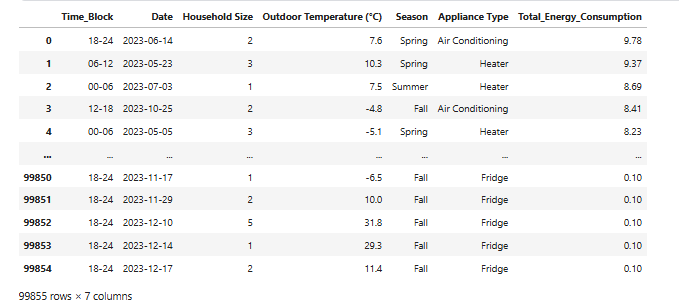 Time_Block Date Household Size Outdoor Temperature (°C) Season Appliance Type Total_Energy_Consumption
0 18-24 2023-06-14 2 7.6 Spring Air Conditioning 9.78
1 06-12 2023-05-23 3 10.3 Spring Heater 9.37
2 00-06 2023-07-03 1 7.5 Summer Heater 8.69
3 12-18 2023-10-25 2 -4.8 Fall Air Conditioning 8.41
4 00-06 2023-05-05 3 -5.1 Spring Heater 8.23
... ... ... ... ... ... ... ...
99850 18-24 2023-11-17 1 -6.5 Fall Fridge 0.10
99851 18-24 2023-11-29 2 10.0 Fall Fridge 0.10
99852 18-24 2023-12-10 5 31.8 Fall Fridge 0.10
99853 18-24 2023-12-14 1 29.3 Fall Fridge 0.10
99854 18-24 2023-12-17 2 11.4 Fall Fridge 0.10
99855 rows × 7 columns